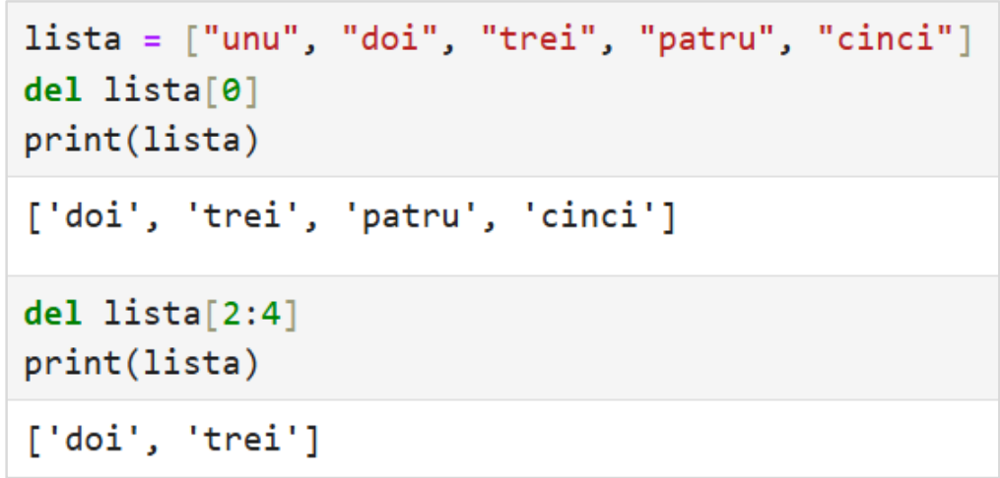 lista = ["unu", "doi", "trei", "patru", "cinci"]
del lista[0]
print(lista)
['doi', 'trei', 'patru', 'cinci']
del lista[2:4]
print(lista)
['doi', 'trei']